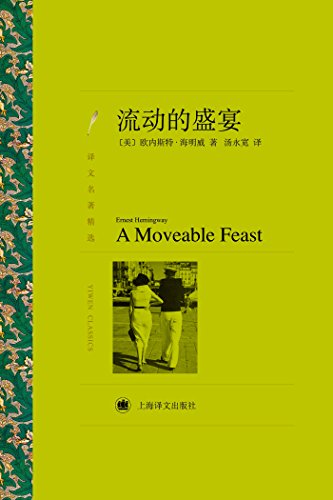 流动的盛宴
〔美〕欧内斯特·海明威 著 汤永宽 译
译文名著精选
YIWEN CLASSICS
Ernest Hemingway
A Moveable Feast
上海译文出版社